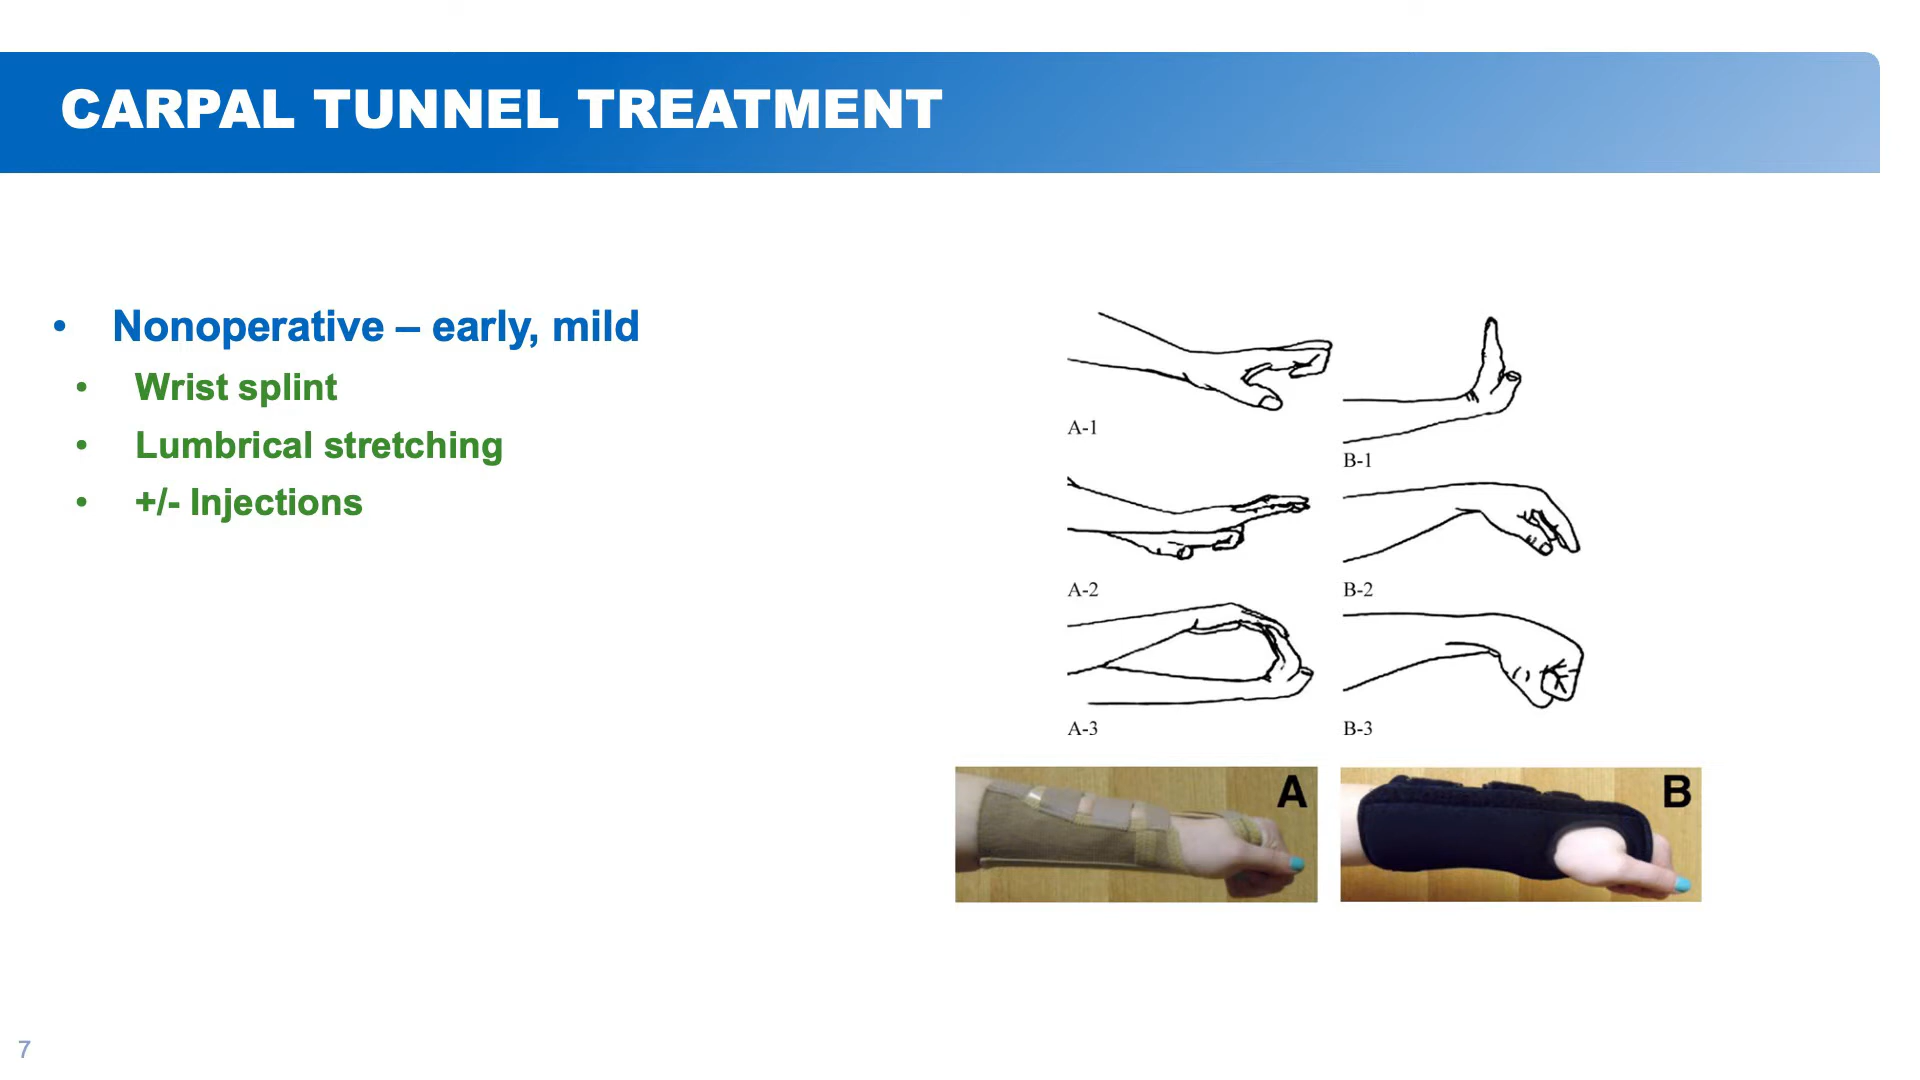 CARPAL TUNNEL TREATMENT
• Nonoperative – early, mild
• Wrist splint
• Lumbrical stretching
• +/- Injections
A-1
B-1
A-2
B-2
A-3
B-3
A
B
7